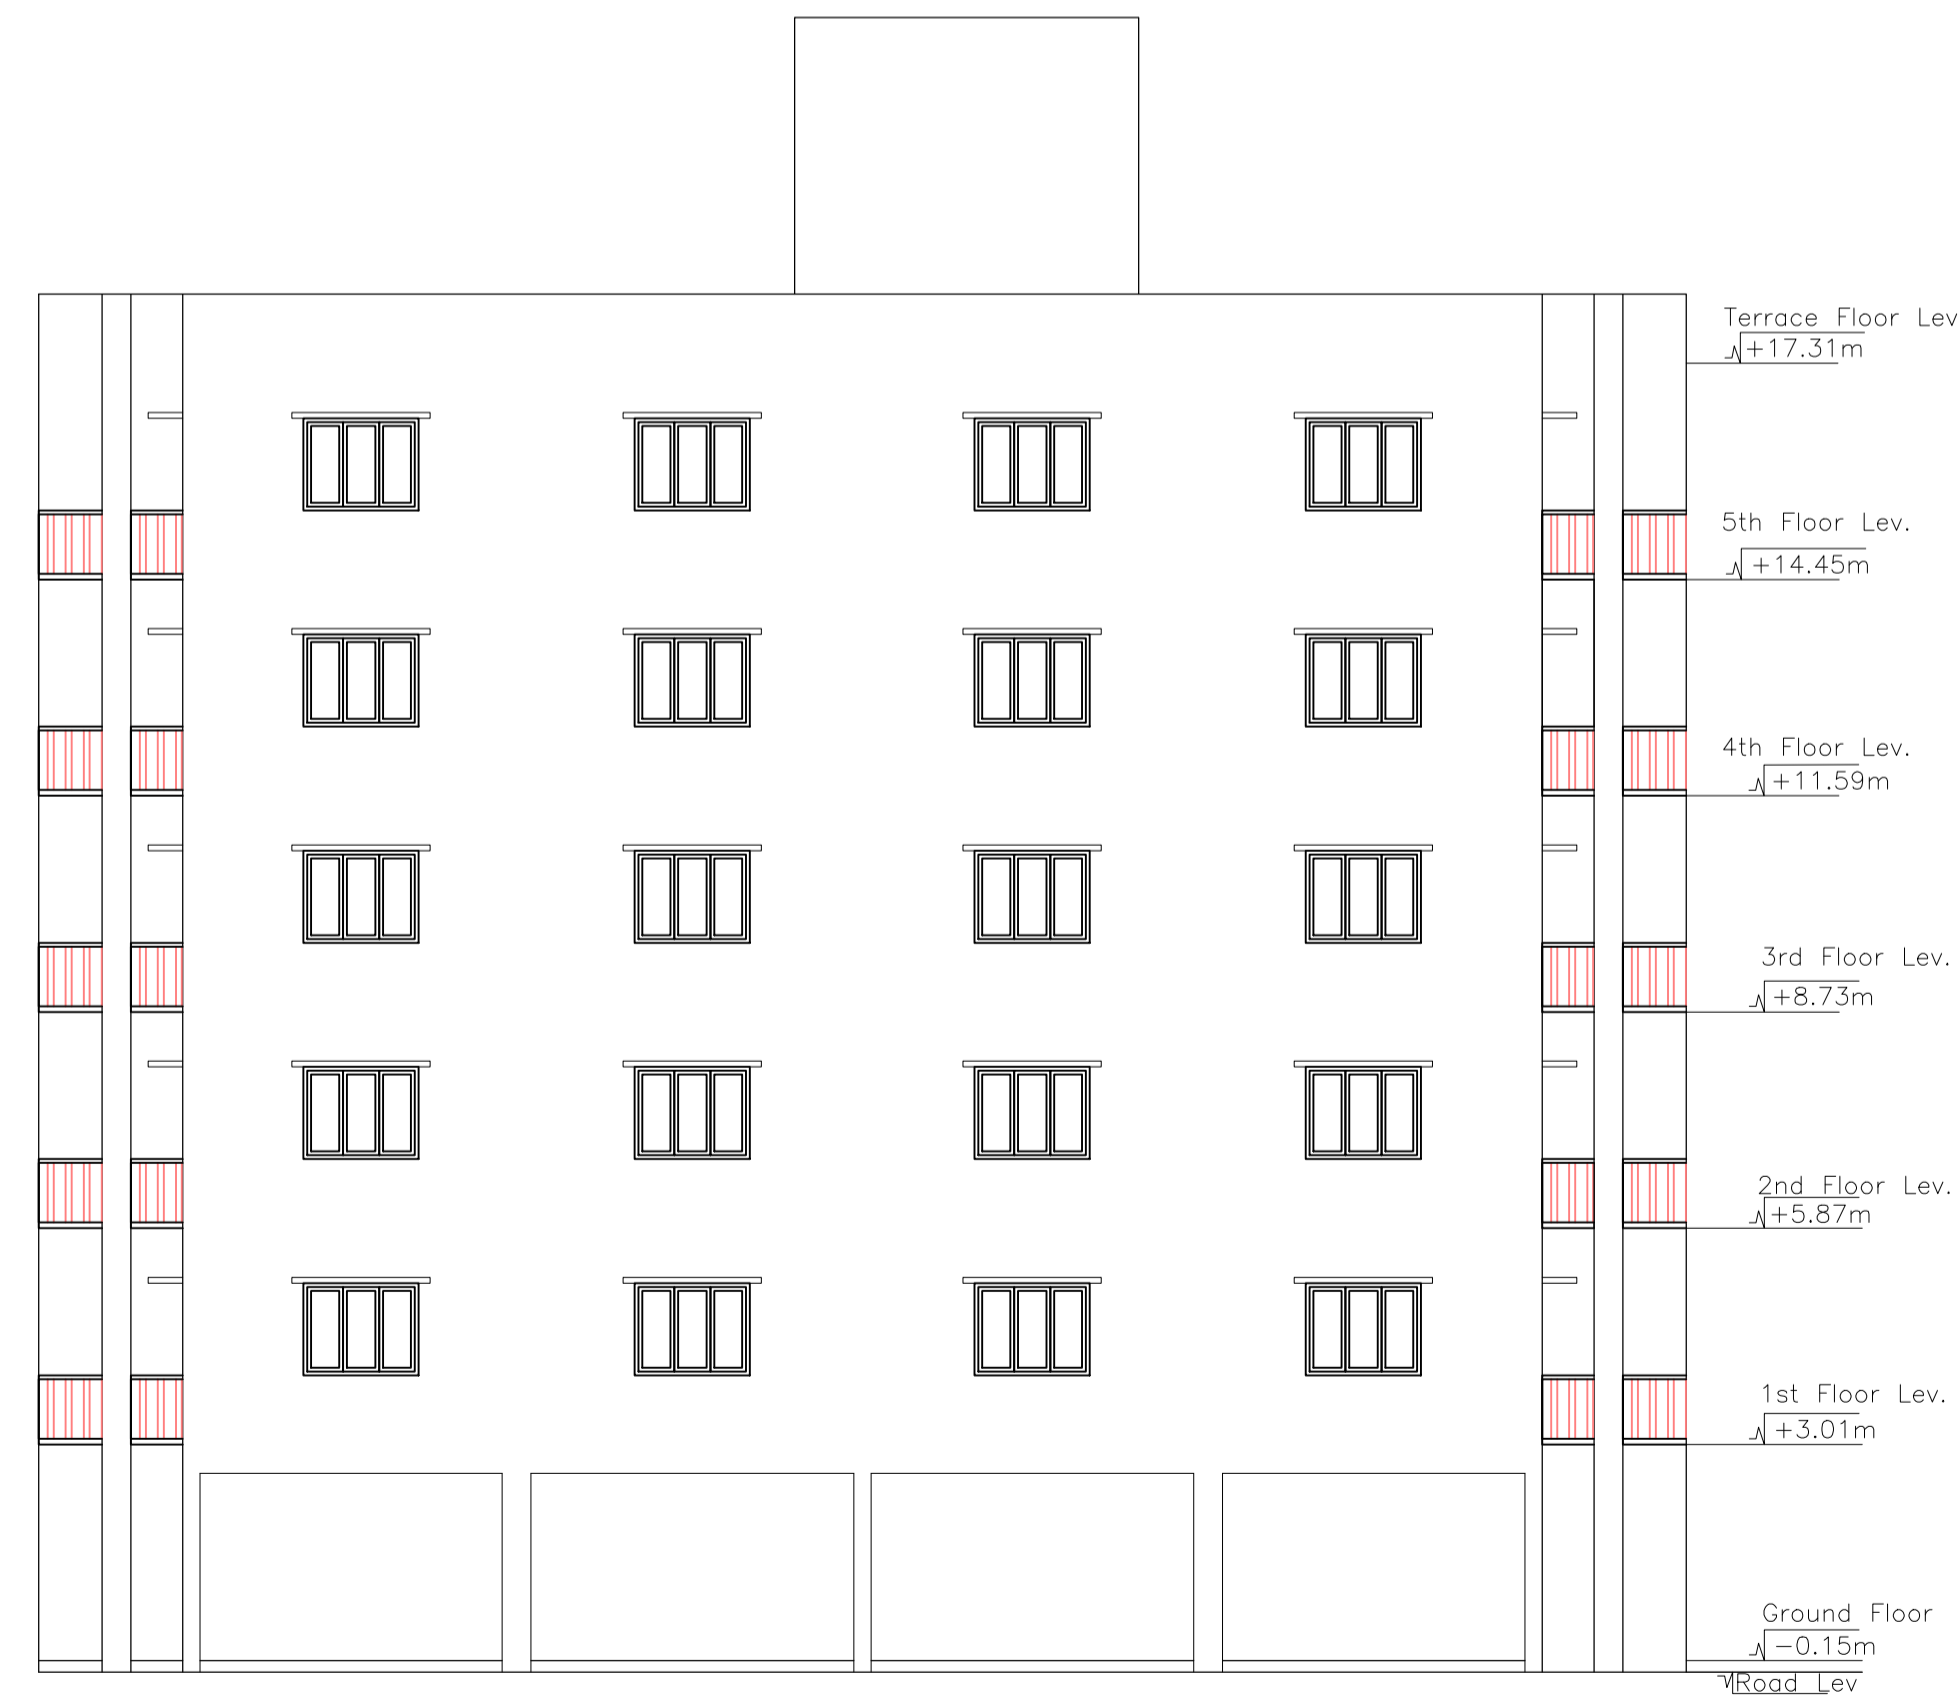 Terrace Floor Lev
+17.31m
5th Floor Lev.
+14.45m
4th Floor Lev.
+11.59m
3rd Floor Lev.
+8.73m
2nd Floor Lev.
+5.87m
1st Floor Lev.
+3.01m
Ground Floor
-0.15m
Road Lev